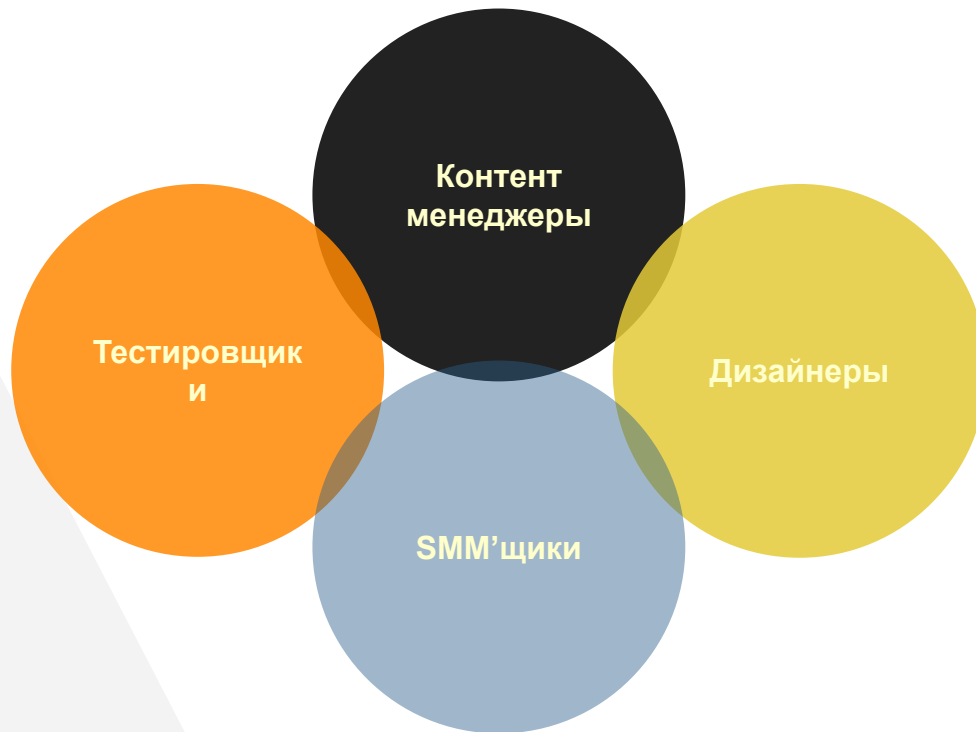 Контент
менеджеры
Тестировщик
и
Дизайнеры
SMM’щики